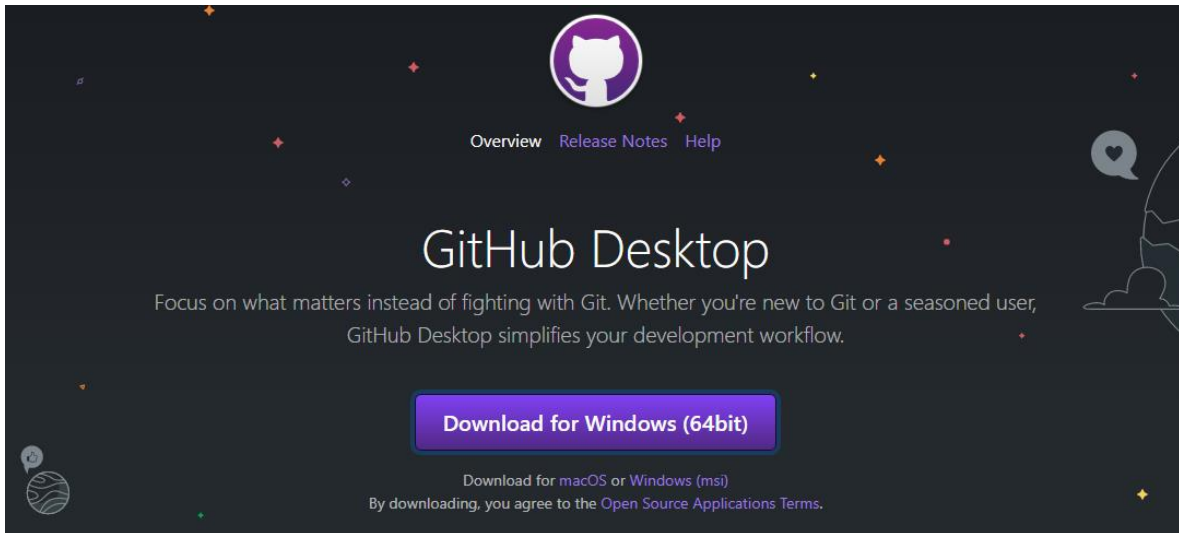 Overview Release Notes Help
GitHub Desktop
Focus on what matters instead of fighting with Git. Whether you're new to Git or a seasoned user,
GitHub Desktop simplifies your development workflow.
Download for Windows (64bit)
Download for macOS or Windows (msi)
By downloading, you agree to the Open Source Applications Terms.